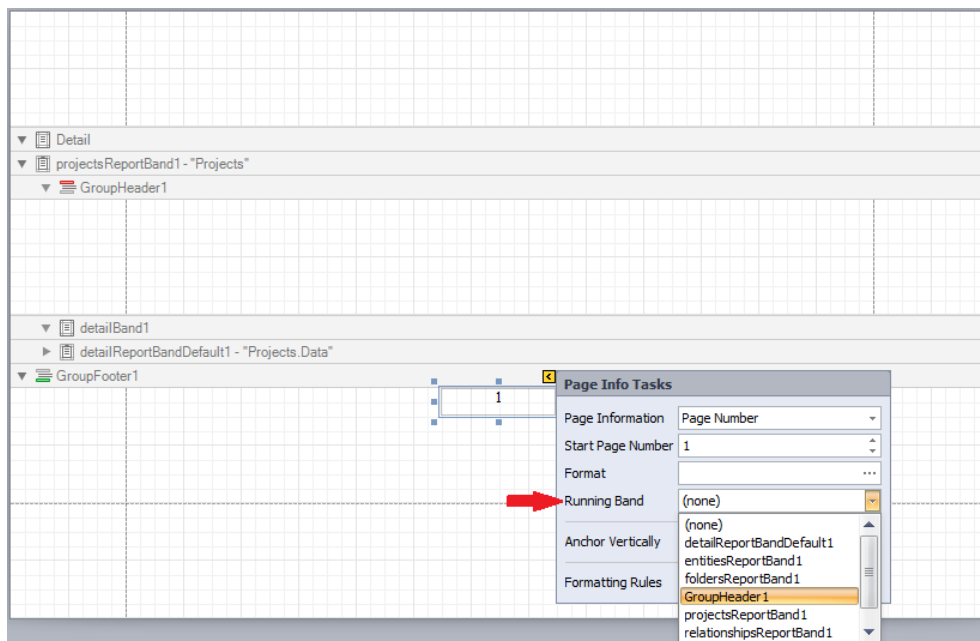 Detail
projectsReportBand1 - "Projects"
GroupHeader1
detailBand1
detailReportBandDefault1 - "Projects.Data"
GroupFooter1
1
Page Info Tasks
Page Information Page Number
Start Page Number 1
Format ...
Running Band (none)
(none)
Anchor Vertically detailReportBandDefault1
entitiesReportBand1
foldersReportBand1
Formatting Rules GroupHeader1
projectsReportBand1
relationshipsReportBand1